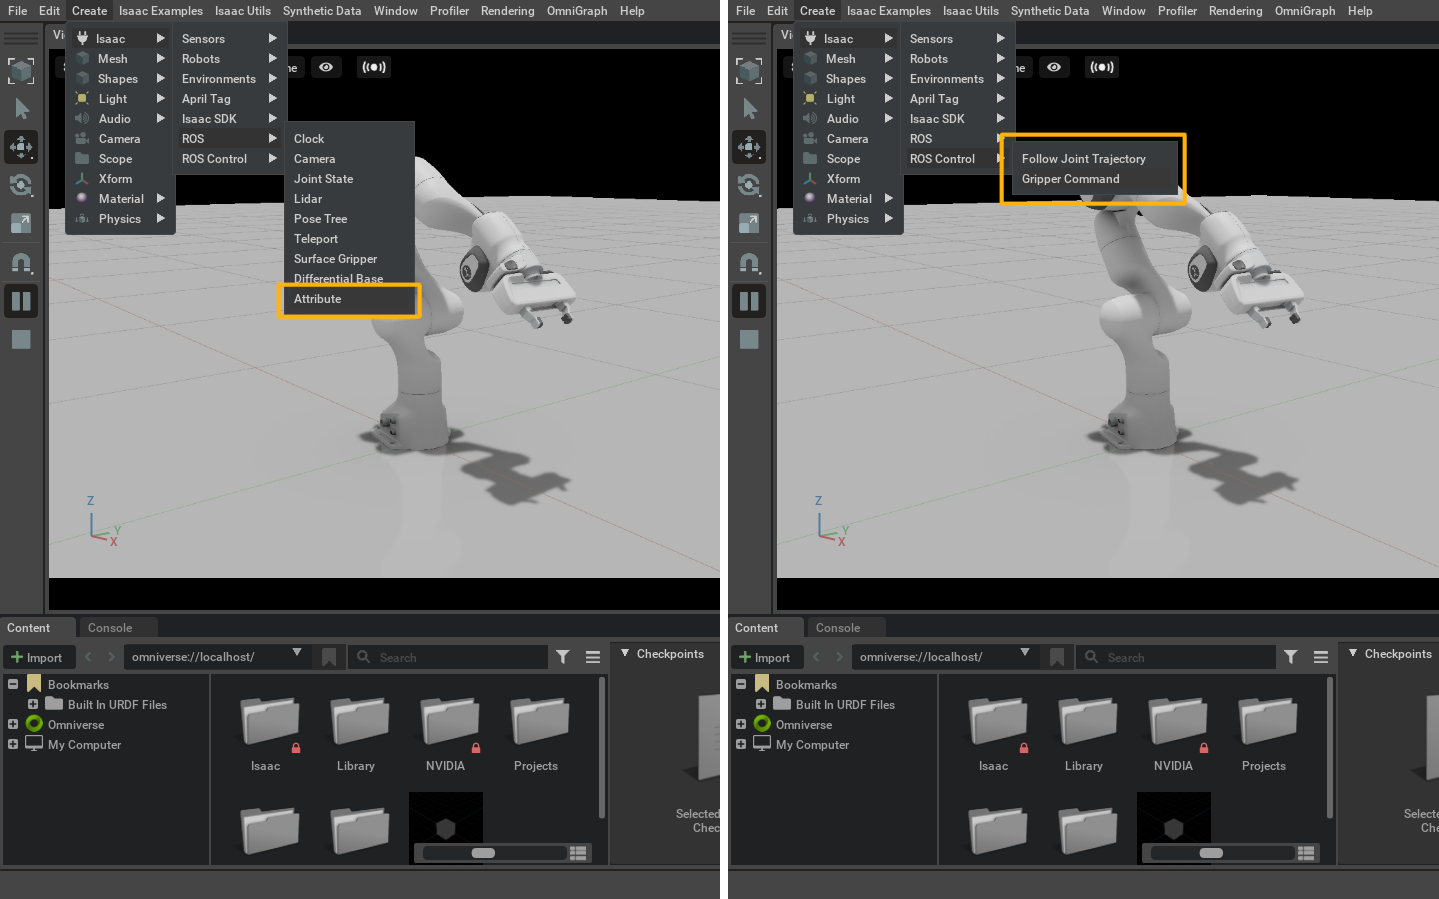 File Edit Create Isaac Examples Isaac Utils Synthetic Data Window Profiler Rendering OmniGraph Help
Isaac
Mesh
Shapes
Light
Audio
Camera
Scope
Xform
Material
Physics
Sensors
Robots
Environments
April Tag
Isaac SDK
ROS
ROS Control
Clock
Camera
Joint State
Lidar
Pose Tree
Teleport
Surface Gripper
Differential Base
Attribute
Z
Y
X
Content Console
Import omniverse://localhost/ Search
Checkpoints
Bookmarks
Built In URDF Files
Omniverse
My Computer
Isaac Library NVIDIA Projects
Selected
File Edit Create Isaac Examples Isaac Utils Synthetic Data Window Profiler Rendering OmniGraph Help
Isaac
Mesh
Shapes
Light
Audio
Camera
Scope
Xform
Material
Physics
Sensors
Robots
Environments
April Tag
Isaac SDK
ROS
ROS Control
Follow Joint Trajectory
Gripper Command
Z
Y
X
Content Console
Import omniverse://localhost/ Search
Checkpoints
Bookmarks
Built In URDF Files
Omniverse
My Computer
Isaac Library NVIDIA Projects